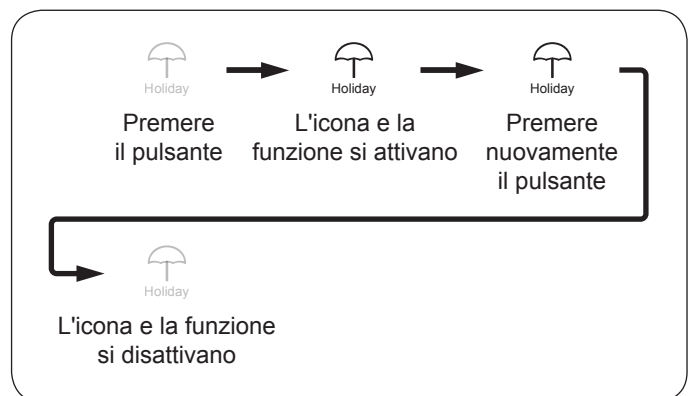 Holiday
Premere
il pulsante
Holiday
L'icona e la
funzione si attivano
Holiday
Premere
nuovamente
il pulsante
Holiday
L'icona e la funzione
si disattivano